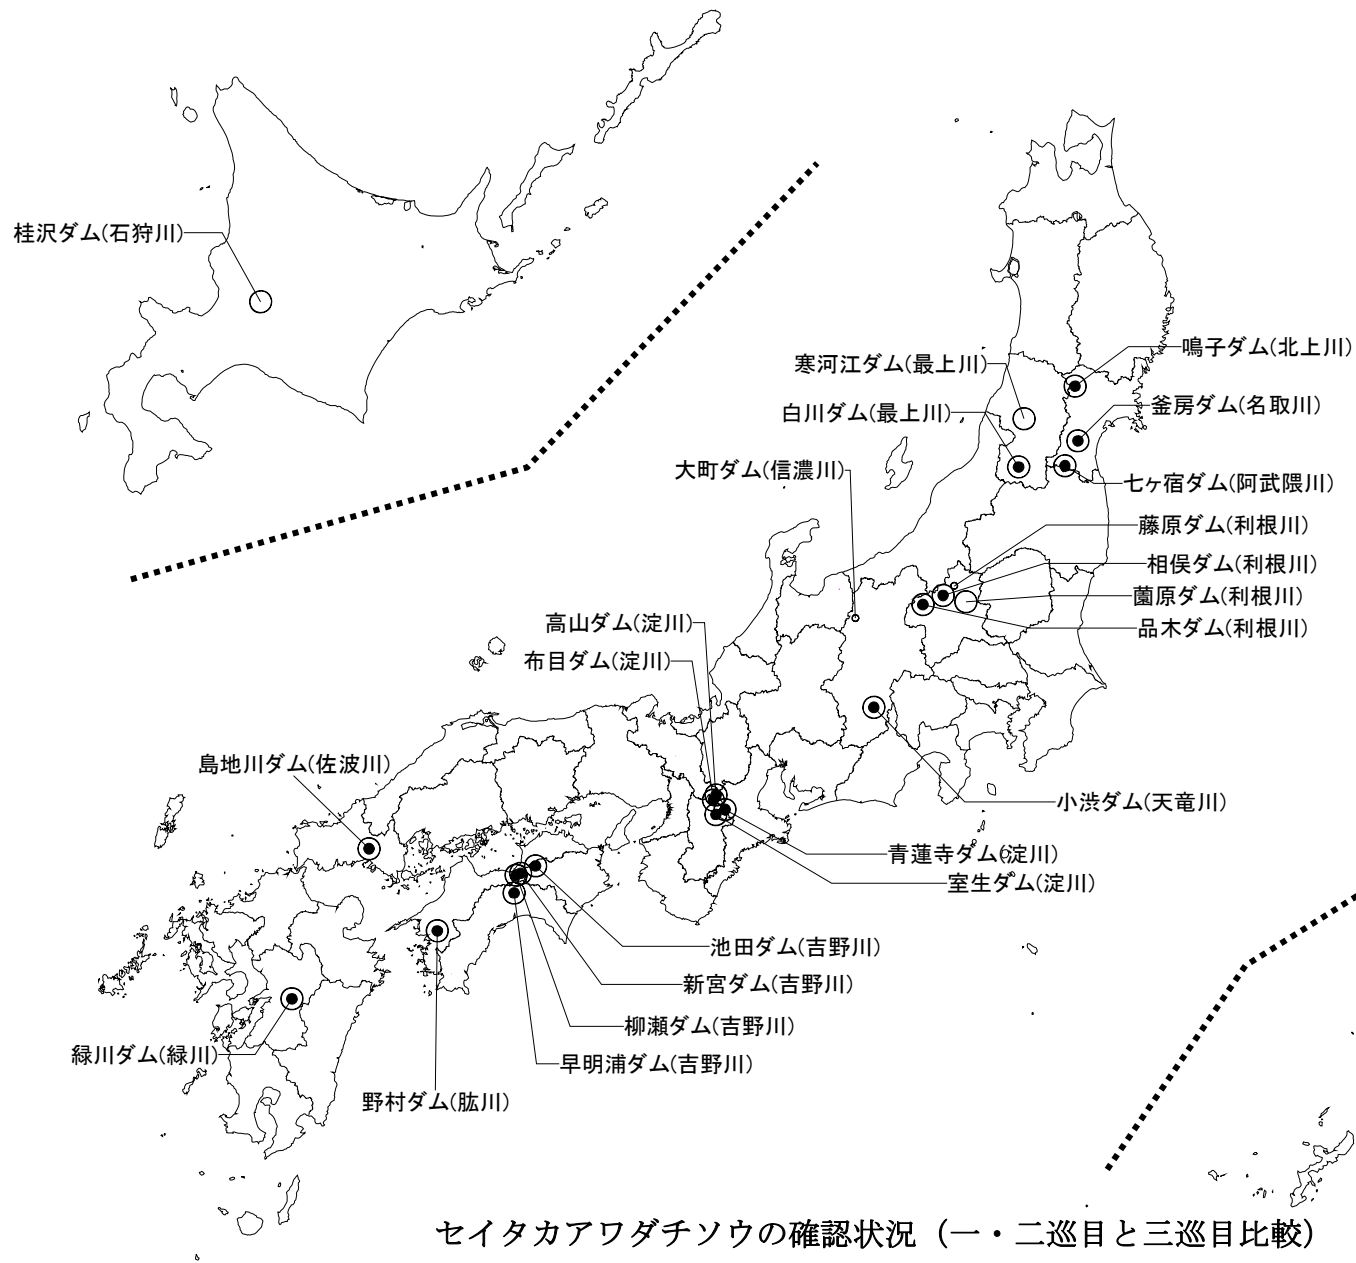 桂沢ダム(石狩川)
鳴子ダム(北上川)
寒河江ダム(最上川)
釜房ダム(名取川)
白川ダム(最上川)
大町ダム(信濃川)
七ヶ宿ダム(阿武隈川)
藤原ダム(利根川)
相俣ダム(利根川)
薗原ダム(利根川)
品木ダム(利根川)
高山ダム(淀川)
布目ダム(淀川)
島地川ダム(佐波川)
小渋ダム(天竜川)
青蓮寺ダム(淀川)
室生ダム(淀川)
池田ダム(吉野川)
新宮ダム(吉野川)
柳瀬ダム(吉野川)
早明浦ダム(吉野川)
緑川ダム(緑川)
野村ダム(肱川)
セイタカアワダチソウの確認状況（一・二巡目と三巡目比較）